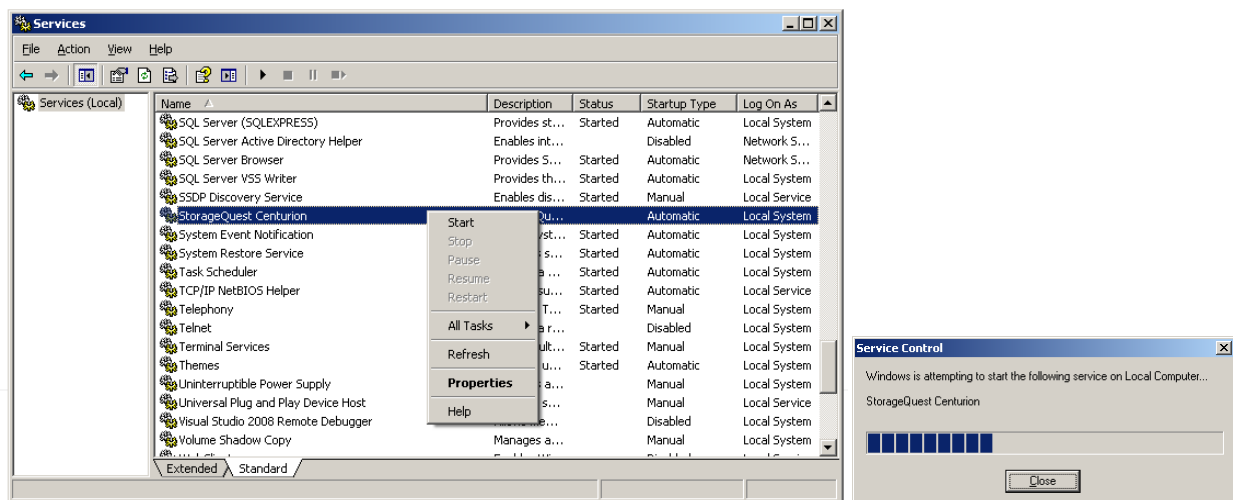 Services
File Action View Help
Services (Local)
Name Description Status Startup Type Log On As
SQL Server (SQLEXPRESS) Provides st... Started Automatic Local System
SQL Server Active Directory Helper Enables int... Disabled Network S...
SQL Server Browser Provides S... Started Automatic Network S...
SQL Server VSS Writer Provides th... Started Automatic Local System
SSDP Discovery Service Enables dis... Started Manual Local Service
StorageQuest Centurion Automatic Local System
System Event Notification Started Automatic Local System
System Restore Service Started Automatic Local System
Task Scheduler Started Automatic Local System
TCP/IP NetBIOS Helper Started Automatic Local Service
Telephony Started Manual Local System
Telnet Disabled Local System
Terminal Services Started Manual Local System
Themes Started Automatic Local System
Uninterruptible Power Supply Manual Local System
Universal Plug and Play Device Host Manual Local Service
Visual Studio 2008 Remote Debugger Disabled Local System
Volume Shadow Copy Manages a... Manual Local System
Start
Stop
Pause
Resume
Restart
All Tasks
Refresh
Properties
Help
Extended Standard
Service Control
Windows is attempting to start the following service on Local Computer...
StorageQuest Centurion
Close